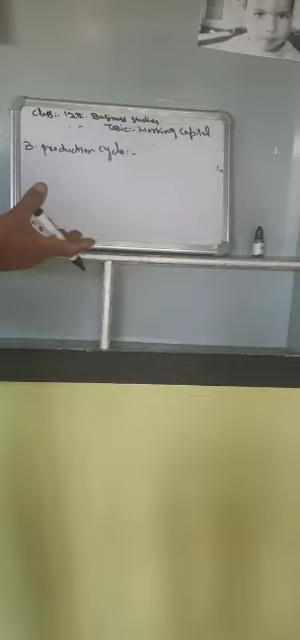 Class:- 12th. Business studies.
Topic:- Working Capital
3. production cycle:-